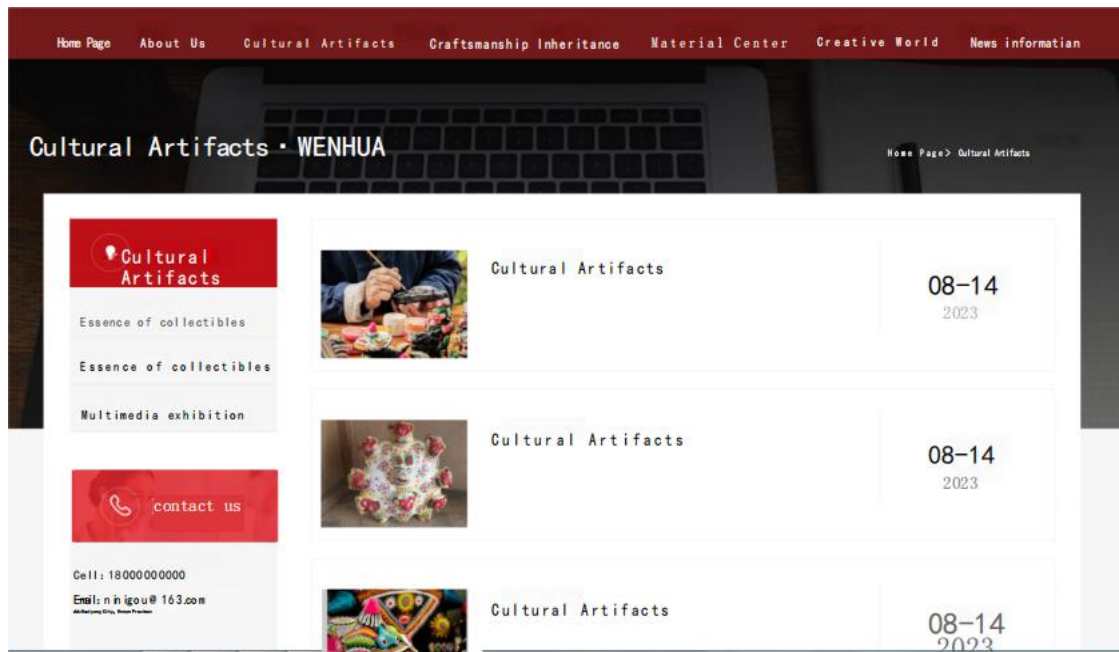 Home Page About Us Cultural Artifacts Craftsmanship Inheritance Material Center Creative World News informatian
Cultural Artifacts·WENHUA
Home Page> Cultural Artifacts
Cultural
Artifacts
Essence of collectibles
Essence of collectibles
Multimedia exhibition
contact us
Cell: 18000000000
Email: ninigou@163.com
Cultural Artifacts
08-14
2023
Cultural Artifacts
08-14
2023
Cultural Artifacts
08-14
2023